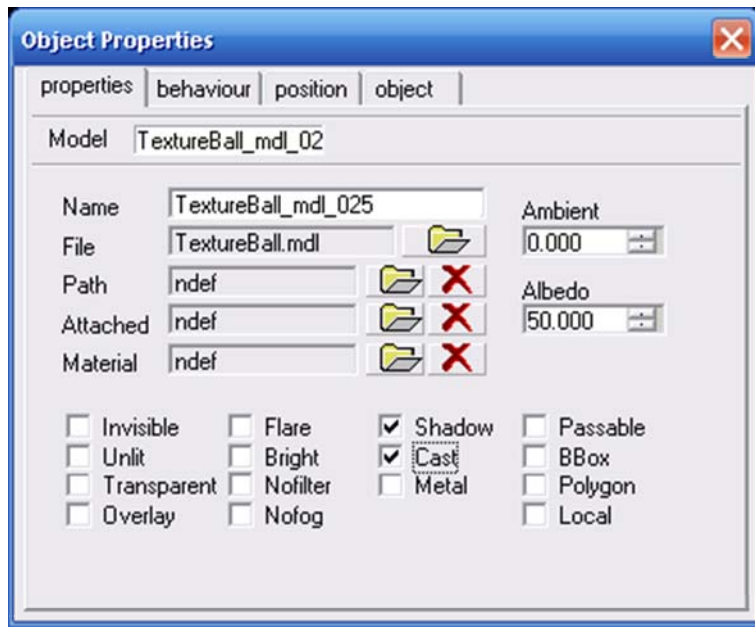 Object Properties
properties behaviour position object
Model TextureBall_mdl_02
Name TextureBall_mdl_025
Ambient
File TextureBall.mdl
0.000
Path ndef
Albedo
Attached ndef
50.000
Material ndef
Invisible Flare Shadow Passable
Unlit Bright Cast BBox
Transparent Nofilter Metal Polygon
Overlay Nofog Local